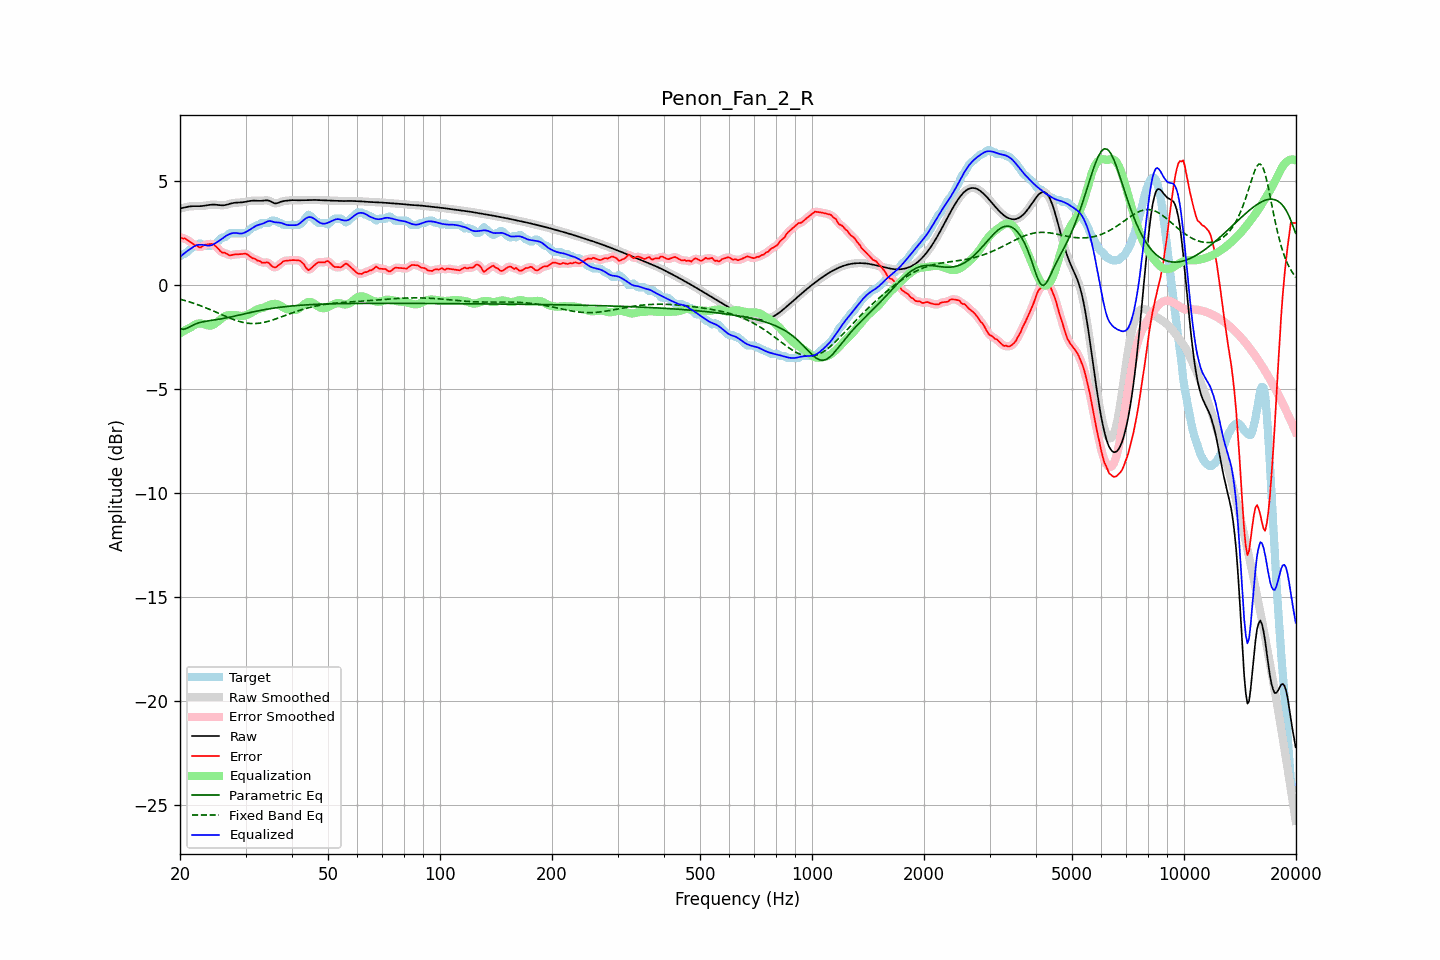 Penon_Fan_2_R
Amplitude (dBr)
5
0
−5
−10
−15
−20
−25
Target
Raw Smoothed
Error Smoothed
Raw
Error
Equalization
Parametric Eq
Fixed Band Eq
Equalized
20 50 100 200 500 1000 2000 5000 10000 20000
Frequency (Hz)